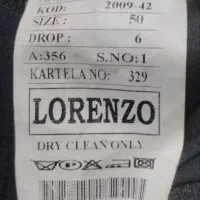 KOD: 2009-42
SIZE: 50
DROP: 6
A:356 S.NO: 1
KARTELA NO: 329
LORENZO
DRY CLEAN ONLY